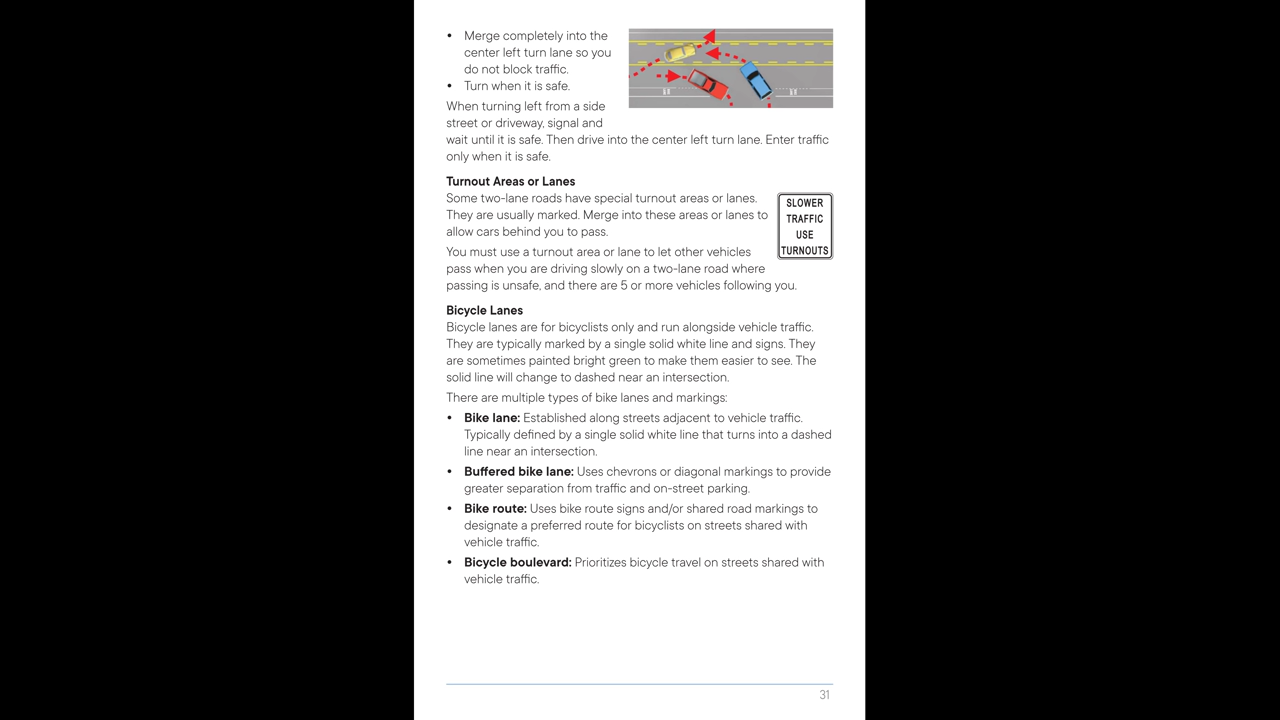 • Merge completely into the
center left turn lane so you
do not block traffic.
• Turn when it is safe.
When turning left from a side
street or driveway, signal and
wait until it is safe. Then drive into the center left turn lane. Enter traffic
only when it is safe.
Turnout Areas or Lanes
Some two-lane roads have special turnout areas or lanes.
They are usually marked. Merge into these areas or lanes to
allow cars behind you to pass.
SLOWER
TRAFFIC
USE
TURNOUTS
You must use a turnout area or lane to let other vehicles
pass when you are driving slowly on a two-lane road where
passing is unsafe, and there are 5 or more vehicles following you.
Bicycle Lanes
Bicycle lanes are for bicyclists only and run alongside vehicle traffic.
They are typically marked by a single solid white line and signs. They
are sometimes painted bright green to make them easier to see. The
solid line will change to dashed near an intersection.
There are multiple types of bike lanes and markings:
• Bike lane: Established along streets adjacent to vehicle traffic.
Typically defined by a single solid white line that turns into a dashed
line near an intersection.
• Buffered bike lane: Uses chevrons or diagonal markings to provide
greater separation from traffic and on-street parking.
• Bike route: Uses bike route signs and/or shared road markings to
designate a preferred route for bicyclists on streets shared with
vehicle traffic.
• Bicycle boulevard: Prioritizes bicycle travel on streets shared with
vehicle traffic.
31